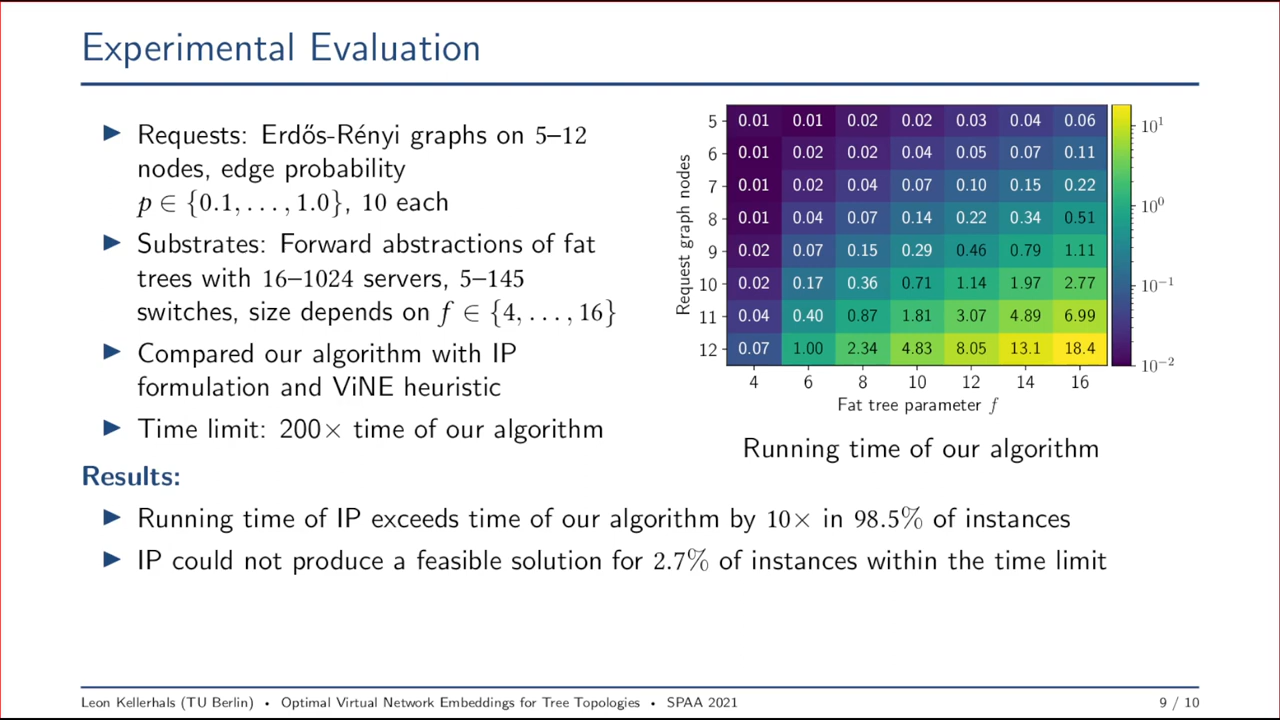 Experimental Evaluation
▶ Requests: Erdős-Rényi graphs on 5–12
nodes, edge probability
p ∈ {0.1, . . . , 1.0}, 10 each
▶ Substrates: Forward abstractions of fat
trees with 16–1024 servers, 5–145
switches, size depends on f ∈ {4, . . . , 16}
▶ Compared our algorithm with IP
formulation and ViNE heuristic
▶ Time limit: 200× time of our algorithm
Request graph nodes
5 0.01 0.01 0.02 0.02 0.03 0.04 0.06
6 0.01 0.02 0.02 0.04 0.05 0.07 0.11
7 0.01 0.02 0.04 0.07 0.10 0.15 0.22
8 0.01 0.04 0.07 0.14 0.22 0.34 0.51
9 0.02 0.07 0.15 0.29 0.46 0.79 1.11
10 0.02 0.17 0.36 0.71 1.14 1.97 2.77
11 0.04 0.40 0.87 1.81 3.07 4.89 6.99
12 0.07 1.00 2.34 4.83 8.05 13.1 18.4
4 6 8 10 12 14 16
Fat tree parameter f
10¹
10⁰
10⁻¹
10⁻²
Running time of our algorithm
Results:
▶ Running time of IP exceeds time of our algorithm by 10× in 98.5% of instances
▶ IP could not produce a feasible solution for 2.7% of instances within the time limit
Leon Kellerhals (TU Berlin) • Optimal Virtual Network Embeddings for Tree Topologies • SPAA 2021
9 / 10